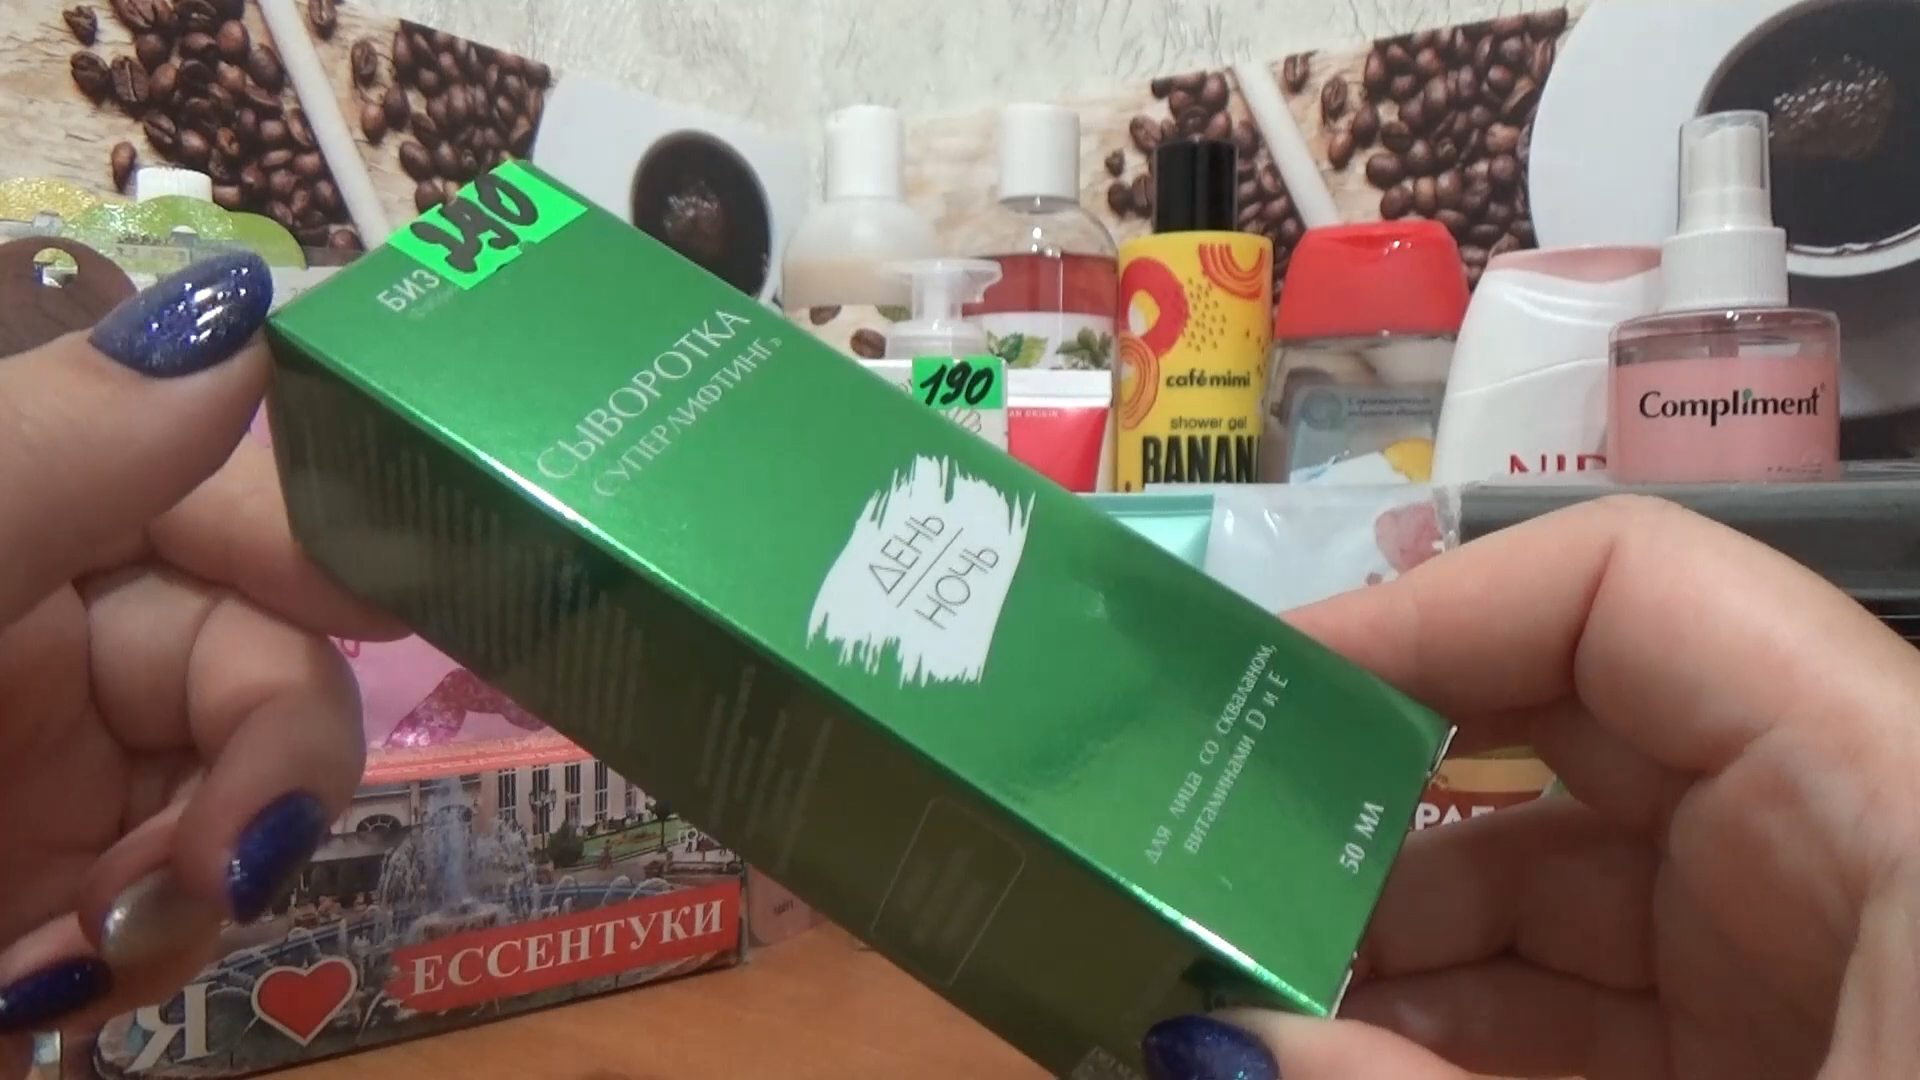 БИЗ
290
СЫВОРОТКА
СУПЕРЛИФТИНГ»
ДЕНЬ
НОЧЬ
ДЛЯ ЛИЦА СО СКВАЛАНОМ,
ВИТАМИНАМИ D И Е
50 МЛ
190
café mimi
shower gel
BANAN
Compliment
Я
ЕССЕНТУКИ